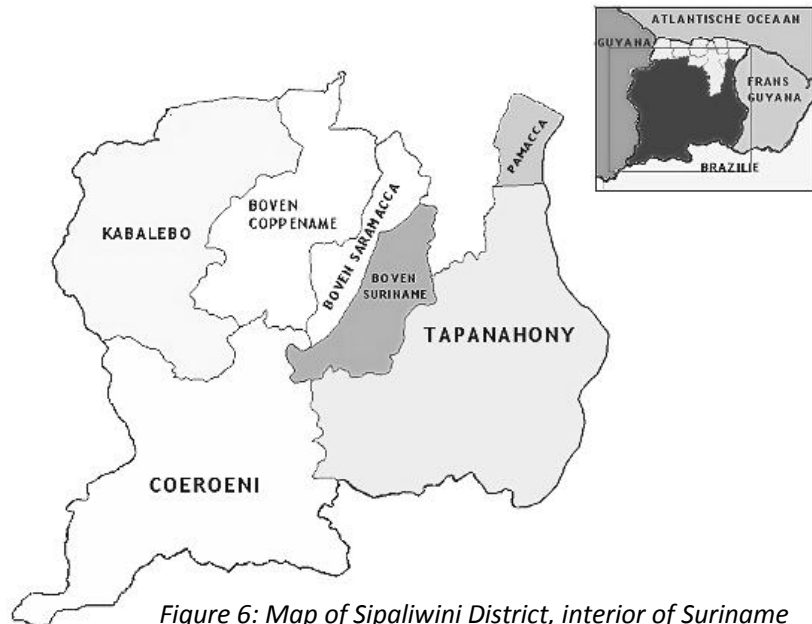 ATLANTISCHE OCEAAN
GUYANA
FRANS
GUYANA
BRAZILIE
PAMACCA
BOVEN
COPPENAME
KABALEBO
BOVEN SARAMACCA
BOVEN
SURINAME
TAPANAHONY
COEROENI
Figure 6: Map of Sipaliwini District, interior of Suriname